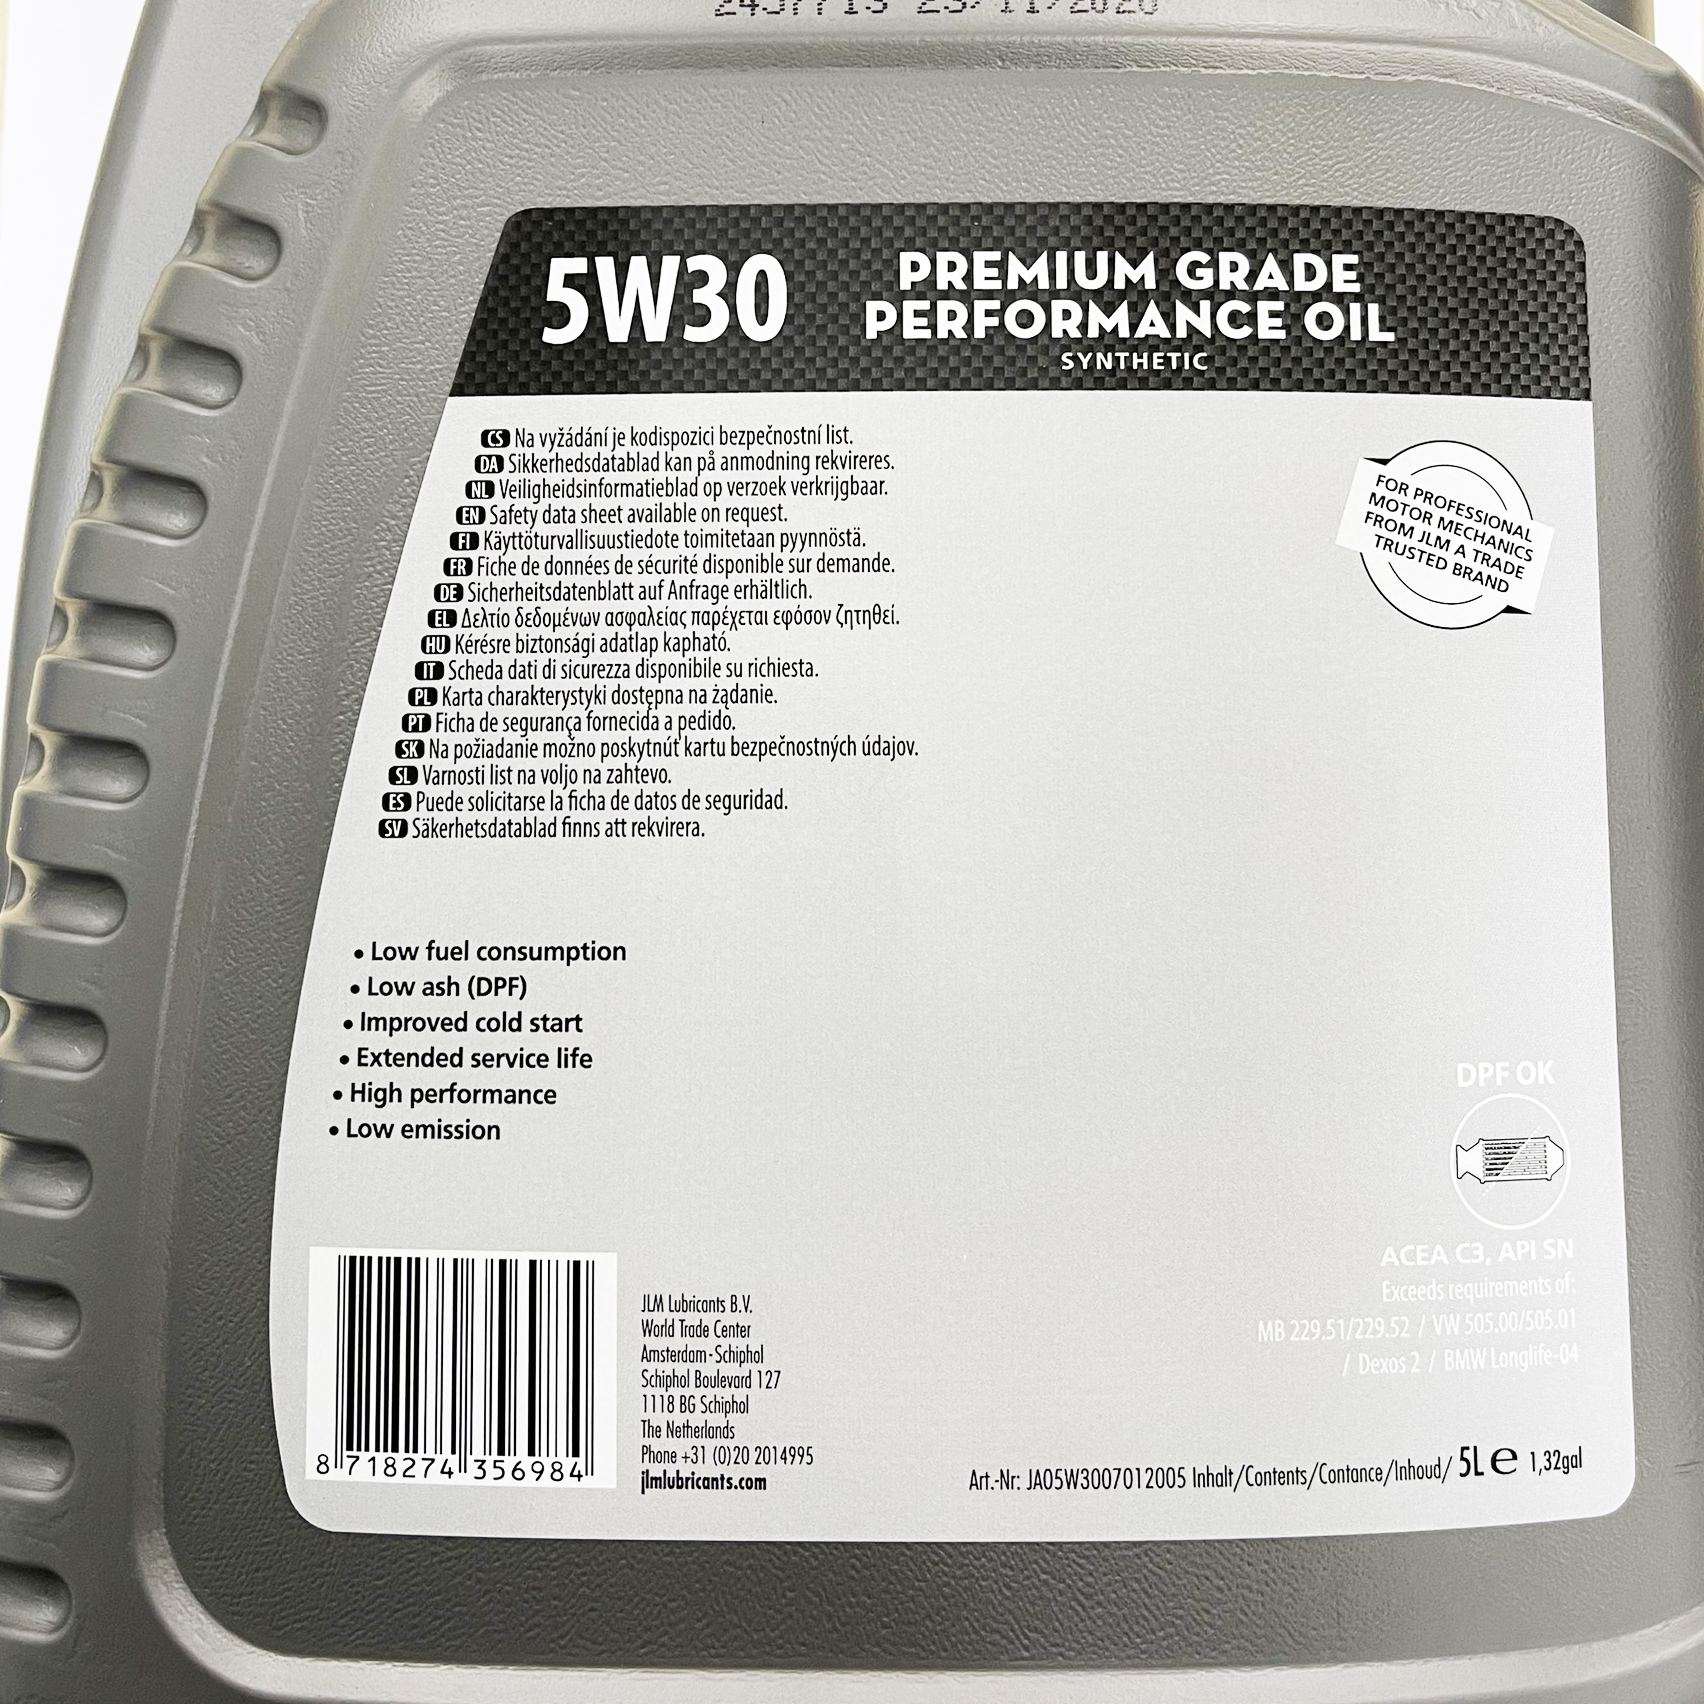 23/11/2020
5W30
PREMIUM GRADE
PERFORMANCE OIL
SYNTHETIC
CS Na vyžádání je kodispozici bezpečnostní list.
DA Sikkerhedsdatablad kan på anmodning rekvireres.
NL Veiligheidsinformatieblad op verzoek verkrijgbaar.
EN Safety data sheet available on request.
FI Käyttöturvallisuustiedote toimitetaan pyynnöstä.
FR Fiche de données de sécurité disponible sur demande.
DE Sicherheitsdatenblatt auf Anfrage erhältlich.
EL Δελτίο δεδομένων ασφαλείας παρέχεται εφόσον ζητηθεί.
HU Kérésre biztonsági adatlap kapható.
IT Scheda dati di sicurezza disponibile su richiesta.
PL Karta charakterystyki dostępna na żądanie.
PT Ficha de segurança fornecida a pedido.
SK Na požiadanie možno poskytnúť kartu bezpečnostných údajov.
SL Varnosti list na voljo na zahtevo.
ES Puede solicitarse la ficha de datos de seguridad.
SV Säkerhetsdatablad finns att rekvirera.
FOR PROFESSIONAL
MOTOR MECHANICS
FROM JLM A TRADE
TRUSTED BRAND
• Low fuel consumption
• Low ash (DPF)
• Improved cold start
• Extended service life
• High performance
• Low emission
DPF OK
ACEA C3, API SN
Exceeds requirements of:
MB 229.51/229.52 / VW 505.00/505.01
/ Dexos 2 / BMW Longlife-04
8 718274 356984
JLM Lubricants B.V.
World Trade Center
Amsterdam-Schiphol
Schiphol Boulevard 127
1118 BG Schiphol
The Netherlands
Phone +31 (0)20 2014995
jlmlubricants.com
Art.-Nr: JA05W3007012005 Inhalt/Contents/Contance/Inhoud/ 5L e 1,32gal